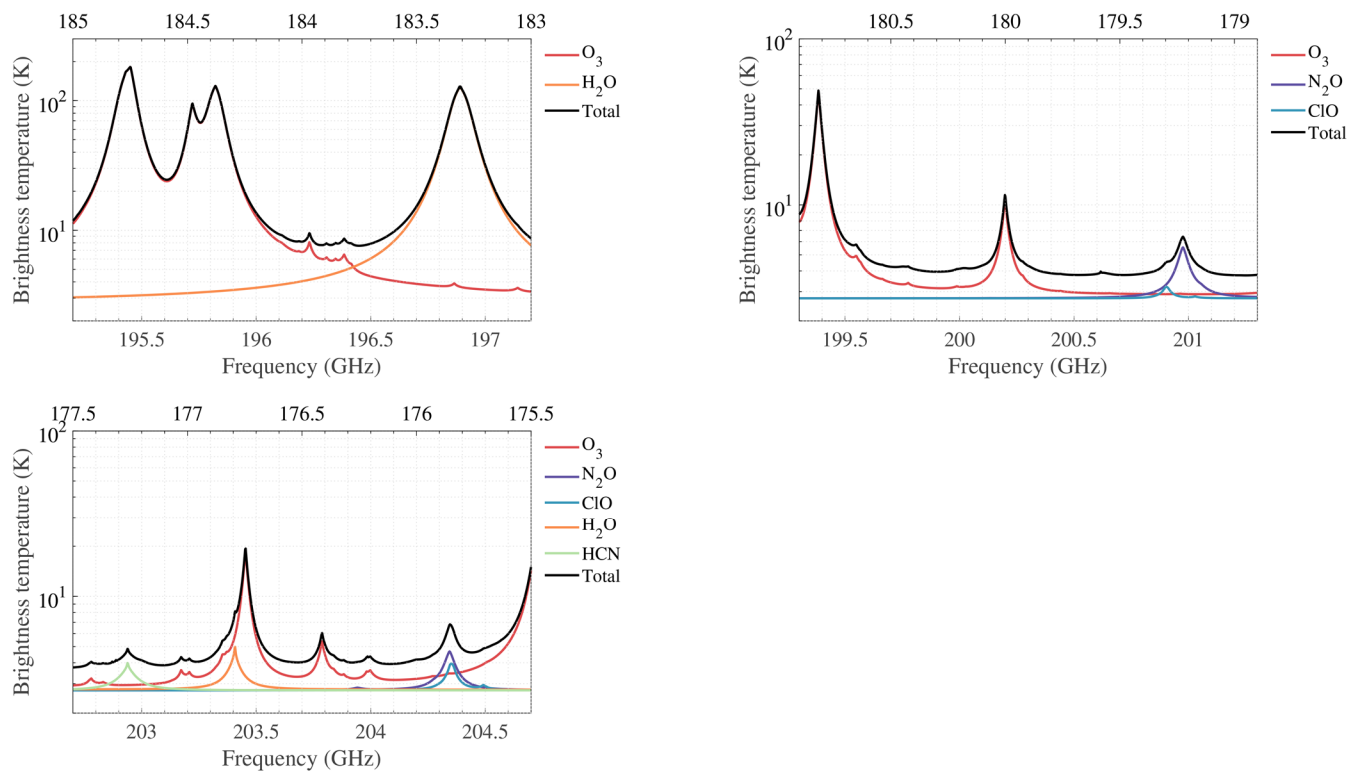 185 184.5 184 183.5 183
10²
10¹
Brightness temperature (K)
195.5 196 196.5 197
Frequency (GHz)
O₃
H₂O
Total
180.5 180 179.5 179
10²
10¹
Brightness temperature (K)
199.5 200 200.5 201
Frequency (GHz)
O₃
N₂O
ClO
Total
177.5 177 176.5 176 175.5
10²
10¹
Brightness temperature (K)
203 203.5 204 204.5
Frequency (GHz)
O₃
N₂O
ClO
H₂O
HCN
Total